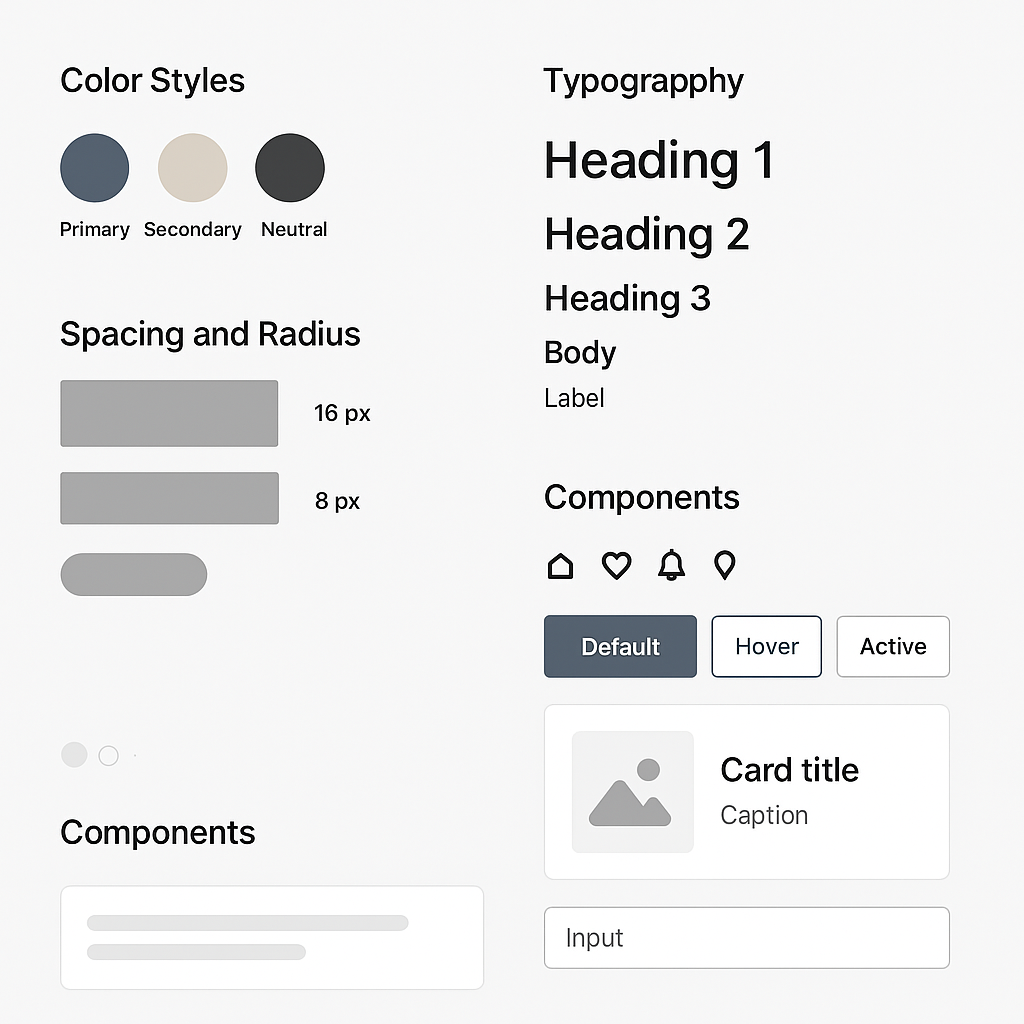 Color Styles
Primary Secondary Neutral
Spacing and Radius
16 px
8 px
Components
Typograpphy
Heading 1
Heading 2
Heading 3
Body
Label
Components
Default Hover Active
Card title
Caption
Input